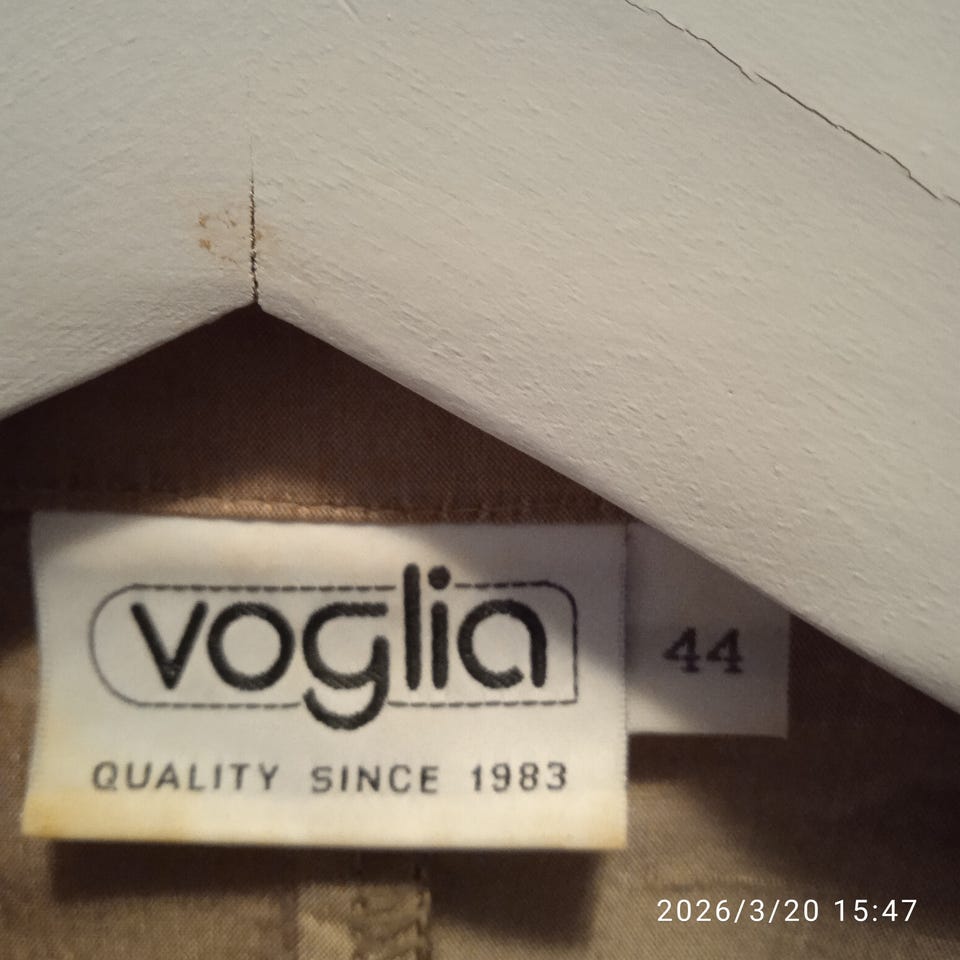 voglia
44
QUALITY SINCE 1983
2026/3/20 15:47